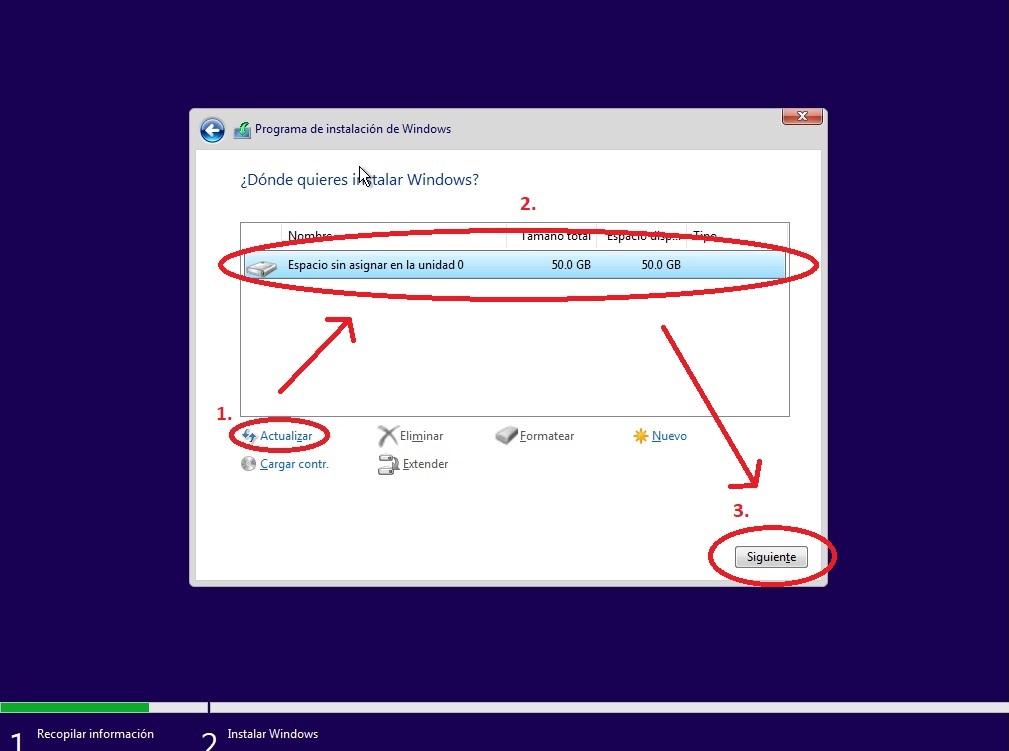 Programa de instalación de Windows
¿Dónde quieres instalar Windows?
2.
Nombre Tamaño total Espacio disp... Tipo
Espacio sin asignar en la unidad 0 50.0 GB 50.0 GB
1.
Actualizar Eliminar Formatear Nuevo
Cargar contr. Extender
3.
Siguiente
1 Recopilar información 2 Instalar Windows